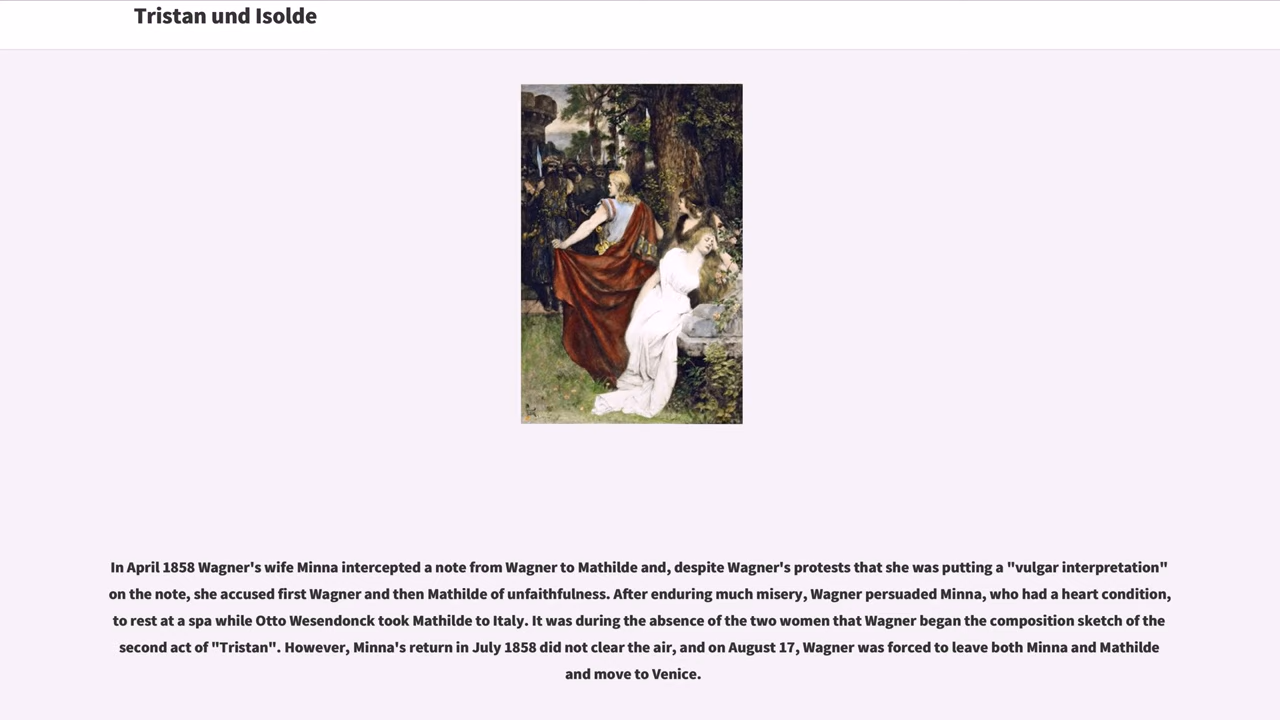 Tristan und Isolde
In April 1858 Wagner's wife Minna intercepted a note from Wagner to Mathilde and, despite Wagner's protests that she was putting a "vulgar interpretation"
on the note, she accused first Wagner and then Mathilde of unfaithfulness. After enduring much misery, Wagner persuaded Minna, who had a heart condition,
to rest at a spa while Otto Wesendonck took Mathilde to Italy. It was during the absence of the two women that Wagner began the composition sketch of the
second act of "Tristan". However, Minna's return in July 1858 did not clear the air, and on August 17, Wagner was forced to leave both Minna and Mathilde
and move to Venice.